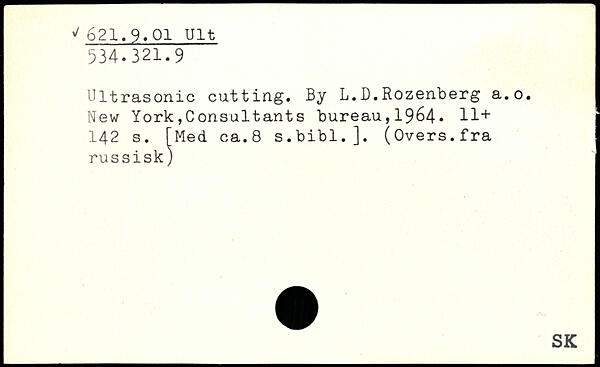 ✓ 621.9.01 Ult
534.321.9
Ultrasonic cutting. By L.D.Rozenberg a.o.
New York,Consultants bureau,1964. 11+
142 s. [Med ca.8 s.bibl.]. (Overs.fra
russisk)
SK